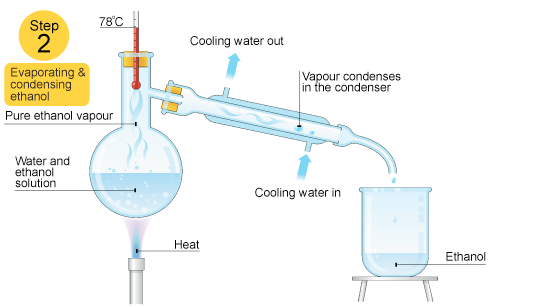 Step
2
Evaporating &
condensing
ethanol
78°C
Cooling water out
Vapour condenses
in the condenser
Pure ethanol vapour
Water and
ethanol
solution
Cooling water in
Heat
Ethanol